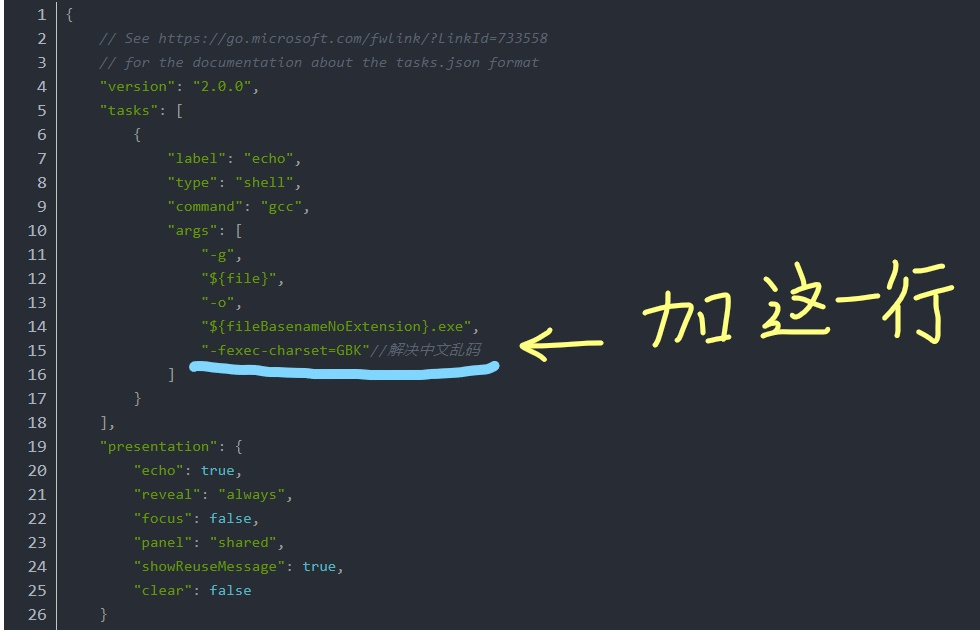 1 {
2 // See https://go.microsoft.com/fwlink/?LinkId=733558
3 // for the documentation about the tasks.json format
4 "version": "2.0.0",
5 "tasks": [
6 {
7 "label": "echo",
8 "type": "shell",
9 "command": "gcc",
10 "args": [
11 "-g",
12 "${file}",
13 "-o",
14 "${fileBasenameNoExtension}.exe",
15 "-fexec-charset=GBK"//解决中文乱码
加这一行
16 ]
17 }
18 ],
19 "presentation": {
20 "echo": true,
21 "reveal": "always",
22 "focus": false,
23 "panel": "shared",
24 "showReuseMessage": true,
25 "clear": false
26 }